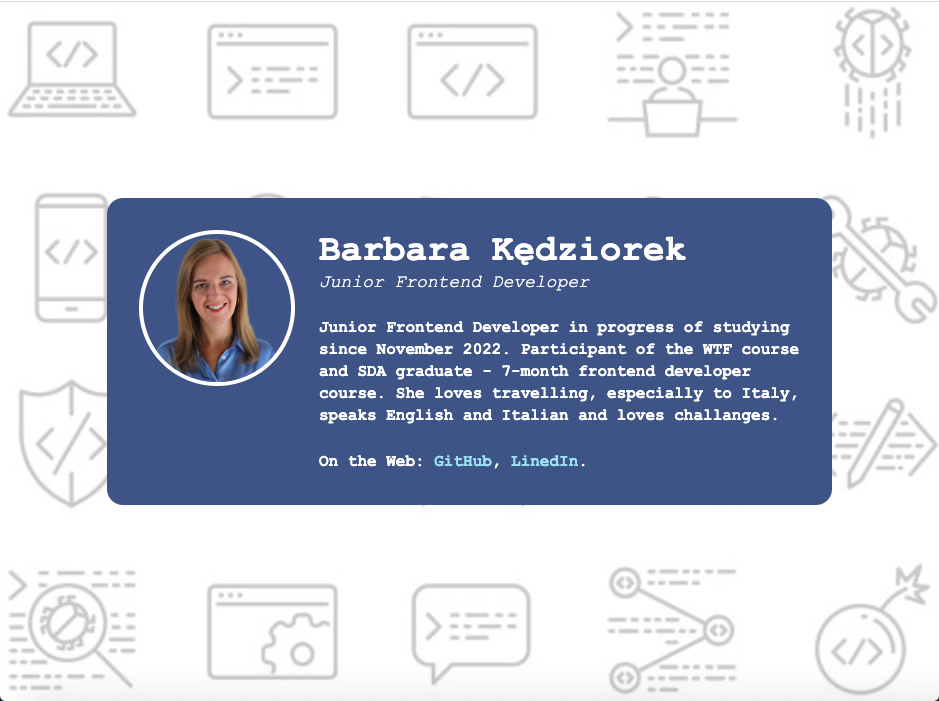 Barbara Kędziorek
Junior Frontend Developer
Junior Frontend Developer in progress of studying
since November 2022. Participant of the WTF course
and SDA graduate - 7-month frontend developer
course. She loves travelling, especially to Italy,
speaks English and Italian and loves challanges.
On the Web: GitHub, LinedIn.